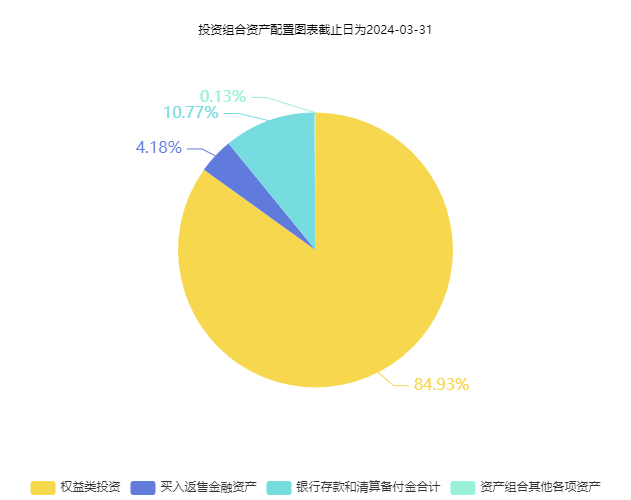 投资组合资产配置图表截止日为2024-03-31
0.13%
10.77%
4.18%
84.93%
权益类投资 买入返售金融资产 银行存款和清算备付金合计 资产组合其他各项资产